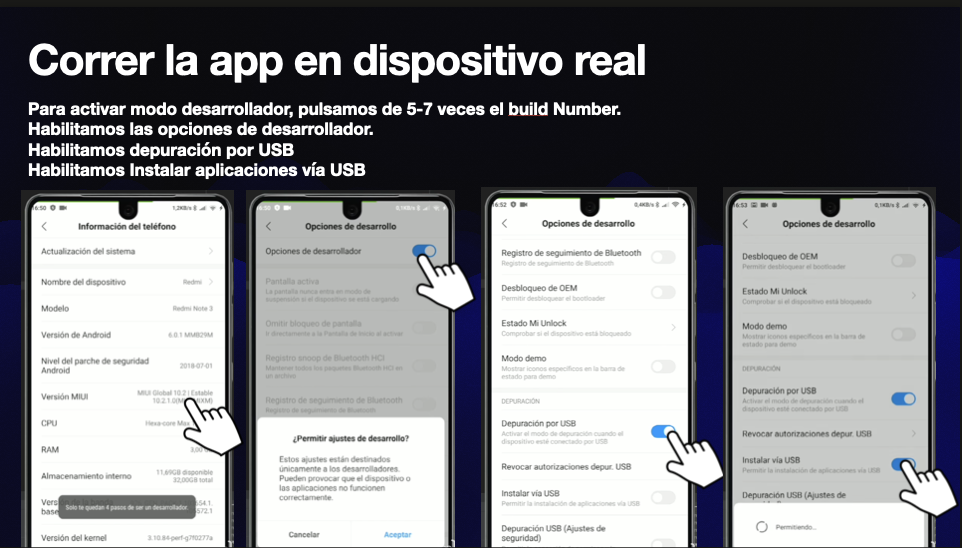 Correr la app en dispositivo real
Para activar modo desarrollador, pulsamos de 5-7 veces el build Number.
Habilitamos las opciones de desarrollador.
Habilitamos depuración por USB
Habilitamos Instalar aplicaciones vía USB
16:50 1,2KB/s
Información del teléfono
Actualización del sistema
Nombre del dispositivo Redmi
Modelo Redmi Note 3
Versión de Android 6.0.1 MMB29M
Nivel del parche de seguridad
Android 2018-07-01
Versión MIUI MIUI Global 10.2 | Estable
10.2.1.0(M
CPU Hexa-core Max
RAM 3,00
Almacenamiento interno 11,69GB disponible
32,00GB total
Solo te quedan 4 pasos de ser un desarrollador.
Versión del kernel 3.10.84-perf-g7f0277a
16:50 0,1KB/s
Opciones de desarrollo
Opciones de desarrollador
Pantalla activa
La pantalla nunca entra en modo de
suspensión si el dispositivo se está cargando
Omitir bloqueo de pantalla
Ir directamente a la Pantalla de Inicio al activar
Registro snoop de Bluetooth HCI
Mantener todos los paquetes Bluetooth HCI en
un archivo
Registro de seguimiento de Bluetooth
Registro de seguimiento de Bluetooth
¿Permitir ajustes de desarrollo?
Estos ajustes están destinados
únicamente a los desarrolladores.
Pueden provocar que el dispositivo o
las aplicaciones no funcionen
correctamente.
Cancelar Aceptar
16:52 0,4KB/s
Opciones de desarrollo
Registro de seguimiento de Bluetooth
Registro de seguimiento de Bluetooth
Desbloqueo de OEM
Permitir desbloquear el bootloader
Estado Mi Unlock
Comprobar si el dispositivo está bloqueado
Modo demo
Mostrar iconos específicos en la barra de
estado para demo
DEPURACIÓN
Depuración por USB
Activar el modo de depuración cuando el
dispositivo esté conectado por USB
Revocar autorizaciones depur. USB
Instalar vía USB
Permitir la instalación de aplicaciones vía USB
Depuración USB (Ajustes de
seguridad)
16:53 0,1KB/s
Opciones de desarrollo
Desbloqueo de OEM
Permitir desbloquear el bootloader
Estado Mi Unlock
Comprobar si el dispositivo está bloqueado
Modo demo
Mostrar iconos específicos en la barra de
estado para demo
DEPURACIÓN
Depuración por USB
Activar el modo de depuración cuando el
dispositivo esté conectado por USB
Revocar autorizaciones depur. USB
Instalar vía USB
Permitir la instalación de aplicaciones vía USB
Depuración USB (Ajustes de
Permitiendo...